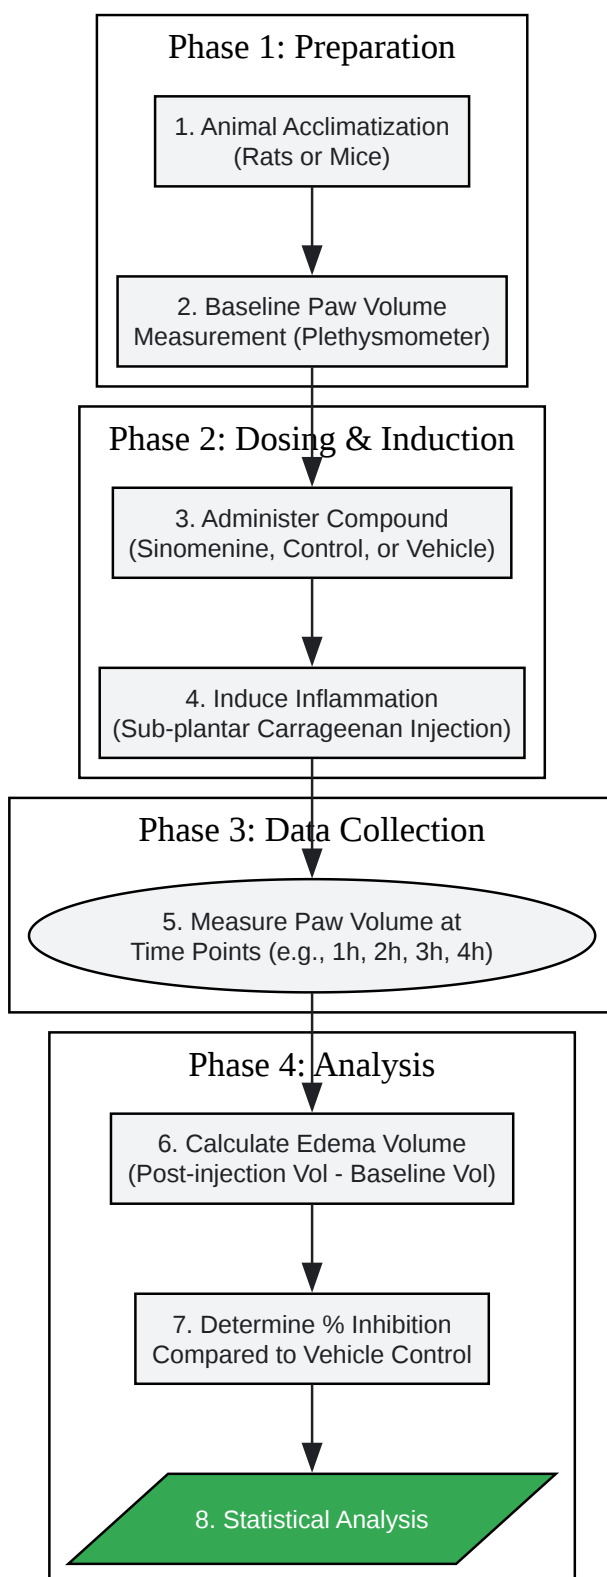 Phase 1: Preparation
1. Animal Acclimatization
(Rats or Mice)
2. Baseline Paw Volume
Measurement (Plethysmometer)
Phase 2: Dosing & Induction
3. Administer Compound
(Sinomenine, Control, or Vehicle)
4. Induce Inflammation
(Sub-plantar Carrageenan Injection)
Phase 3: Data Collection
5. Measure Paw Volume at
Time Points (e.g., 1h, 2h, 3h, 4h)
Phase 4: Analysis
6. Calculate Edema Volume
(Post-injection Vol - Baseline Vol)
7. Determine % Inhibition
Compared to Vehicle Control
8. Statistical Analysis